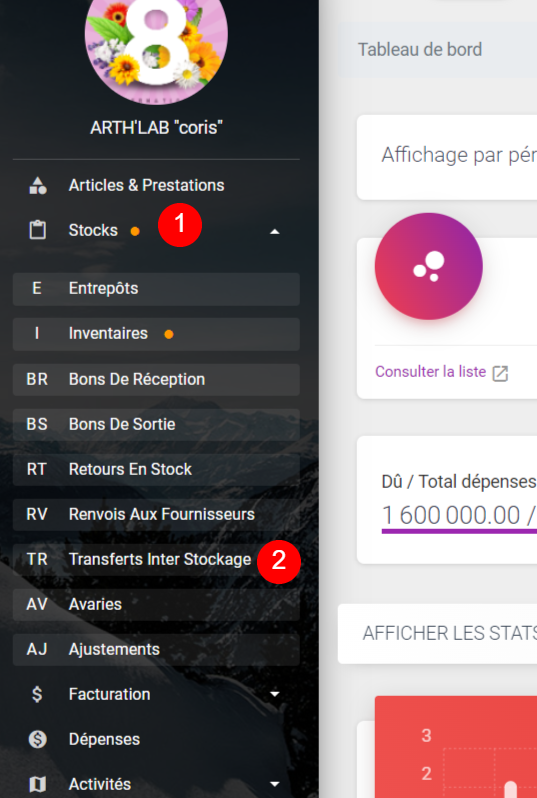 8
ARTH'LAB "coris"
Articles & Prestations
Stocks
1
E Entrepôts
I Inventaires
BR Bons De Réception
BS Bons De Sortie
RT Retours En Stock
RV Renvois Aux Fournisseurs
TR Transferts Inter Stockage
2
AV Avaries
AJ Ajustements
$ Facturation
$ Dépenses
Activités
Tableau de bord
Affichage par pér
Consulter la liste
Dû / Total dépenses
1 600 000.00 /
AFFICHER LES STATS
3
2